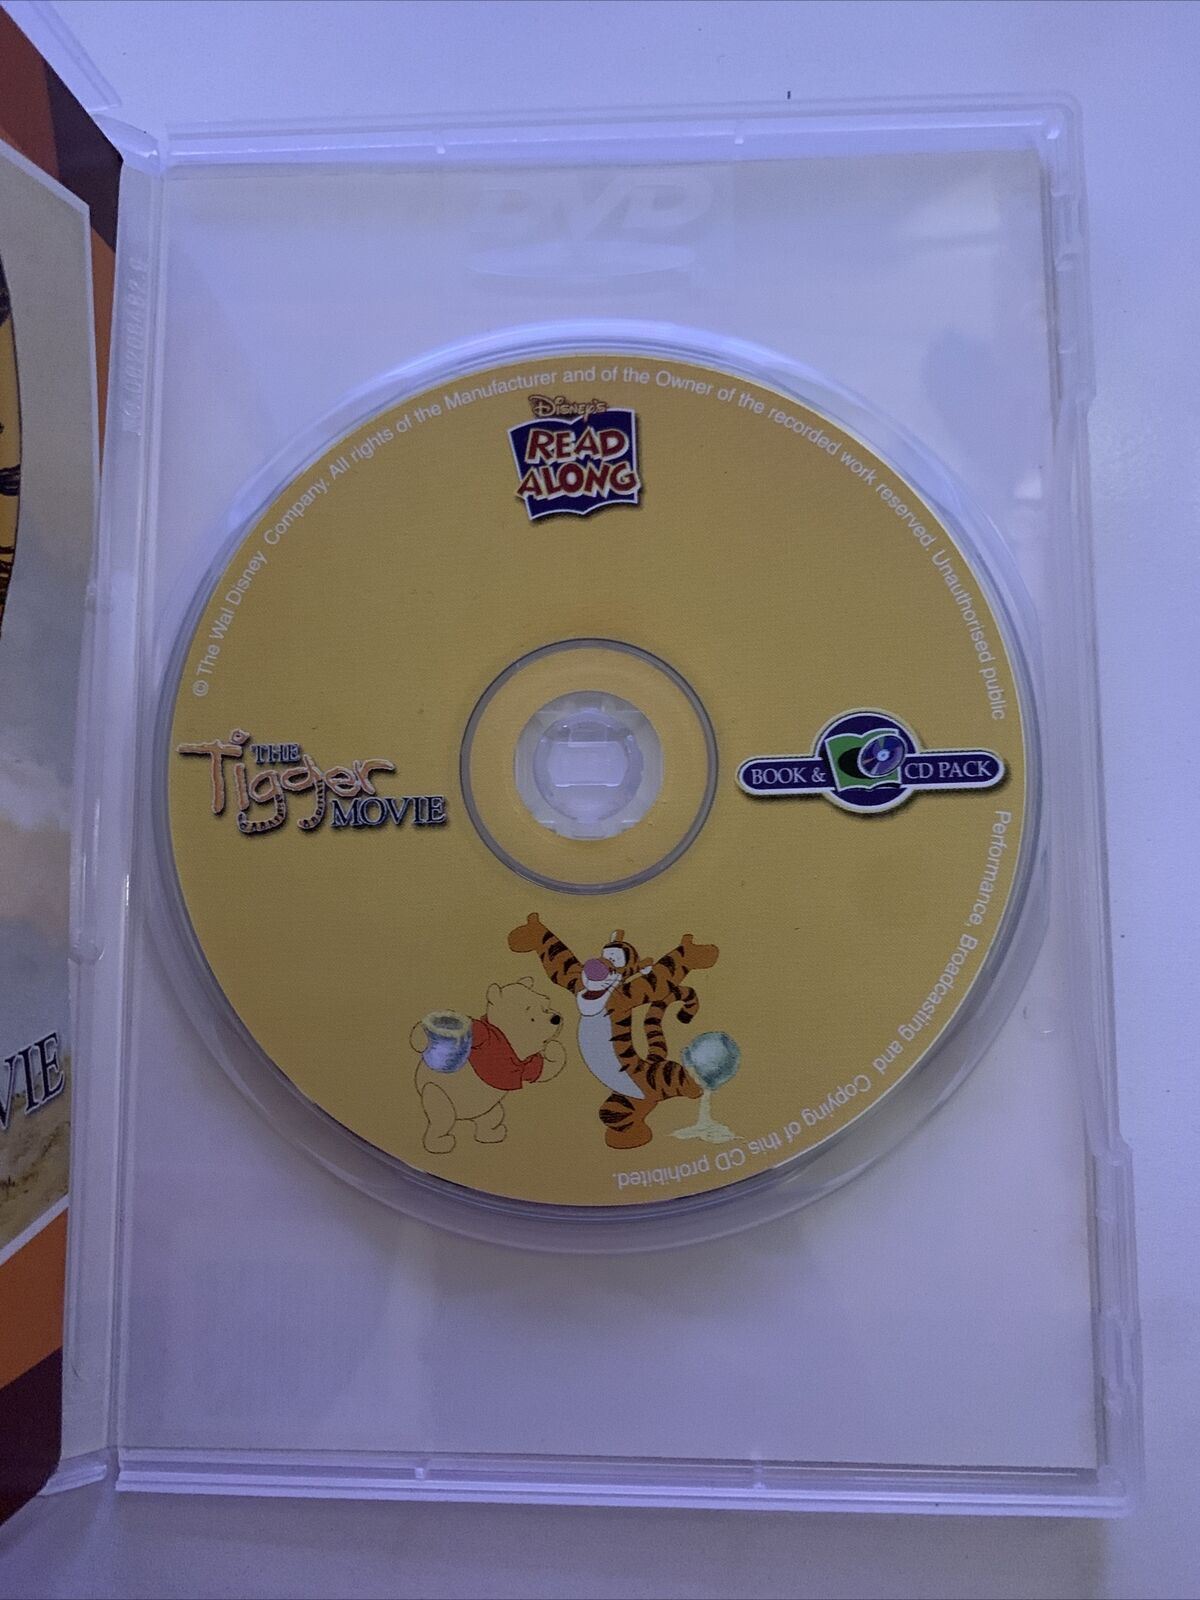 DVD
© The Wal Disney Company. All rights of the Manufacturer and of the Owner of the recorded work reserved. Unauthorised public
Performance, Broadcasting and Copying of this CD prohibited.
DISNEY'S
READ
ALONG
THE
Tigger
MOVIE
BOOK & CD PACK
VIE